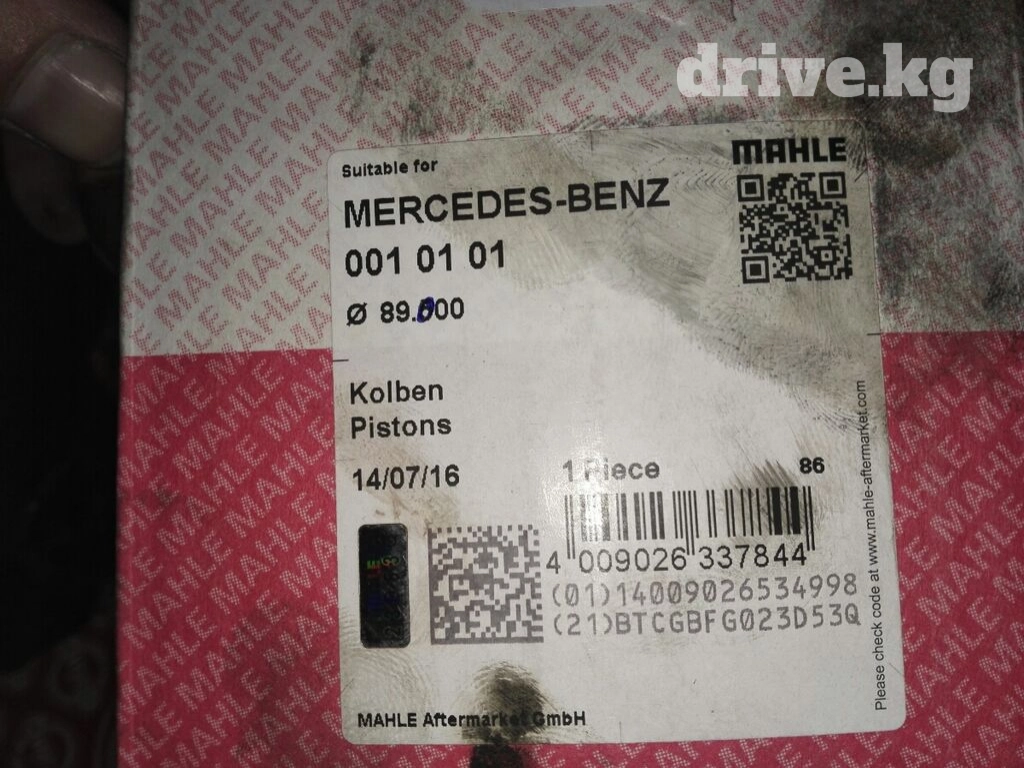 drive.kg
MAHLE
Suitable for
MERCEDES-BENZ
001 01 01
Ø 89.000
Kolben
Pistons
14/07/16
1 Piece
86
4 009026 337844
(01)14009026534998
(21)BTCGBFG023D53Q
MAHLE Aftermarket GmbH
Please check code at www.mahle-aftermarket.com